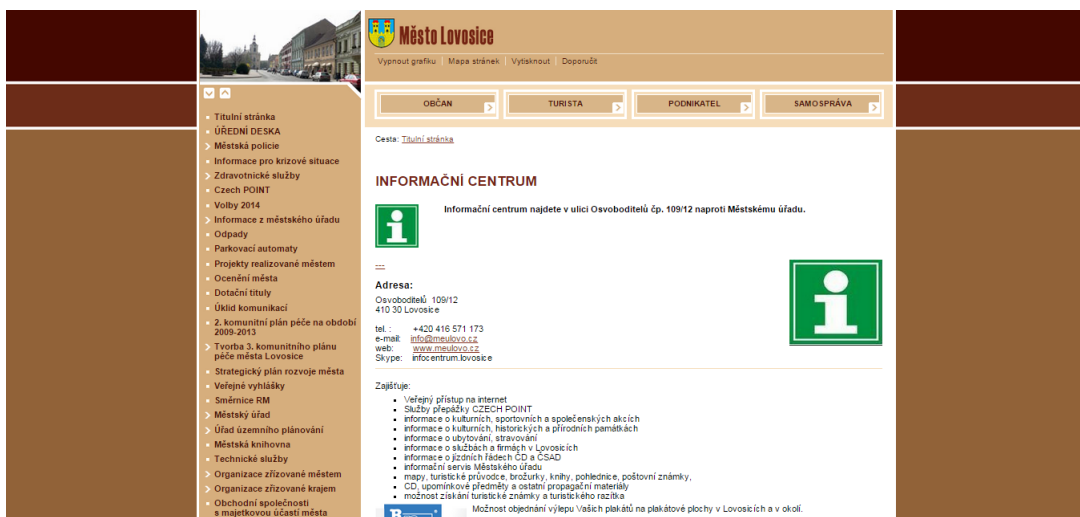 Město Lovosice
Vypnout grafiku | Mapa stránek | Vytisknout | Doporučit
OBČAN
TURISTA
PODNIKATEL
SAMOSPRÁVA
Titulní stránka
ÚŘEDNÍ DESKA
Městská policie
Informace pro krizové situace
Zdravotnické služby
Czech POINT
Volby 2014
Informace z městského úřadu
Odpady
Parkovací automaty
Projekty realizované městem
Ocenění města
Dotační tituly
Úklid komunikací
2. komunitní plán péče na období
2009-2013
Tvorba 3. komunitního plánu
péče města Lovosice
Strategický plán rozvoje města
Veřejné vyhlášky
Směrnice RM
Městský úřad
Úřad územního plánování
Městská knihovna
Technické služby
Organizace zřízované městem
Organizace zřizované krajem
Obchodní společnosti
s majetkovou účastí města
Cesta: Titulní stránka
INFORMAČNÍ CENTRUM
Informační centrum najdete v ulici Osvoboditelů čp. 109/12 naproti Městskému úřadu.
---
Adresa:
Osvoboditelů 109/12
410 30 Lovosice
tel. : +420 416 571 173
e-mail: info@meulovo.cz
web: www.meulovo.cz
Skype: infocentrum.lovosice
Zajišťuje:
Veřejný přístup na internet
Služby přepážky CZECH POINT
informace o kulturních, sportovních a společenských akcích
informace o kulturních, historických a přírodních památkách
informace o ubytování, stravování
informace o službách a firmách v Lovosicích
informace o jízdních řádech ČD a ČSAD
informační servis Městského úřadu
mapy, turistické průvodce, brožurky, knihy, pohlednice, poštovní známky,
CD, upomínkové předměty a ostatní propagační materiály
možnost získání turistické známky a turistického razítka
Možnost objednání výlepu Vašich plakátů na plakátové plochy v Lovosicích a v okolí.